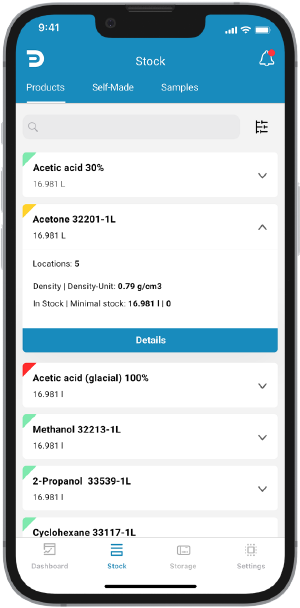 9:41
Stock
Products Self-Made Samples
Acetic acid 30%
16.981 L
Acetone 32201-1L
16.981 L
Locations: 5
Density | Density-Unit: 0.79 g/cm3
In Stock | Minimal stock: 16.981 l | 0
Details
Acetic acid (glacial) 100%
16.981 l
Methanol 32213-1L
16.981 l
2-Propanol 33539-1L
16.981 l
Cyclohexane 33117-1L
Dashboard Stock Storage Settings